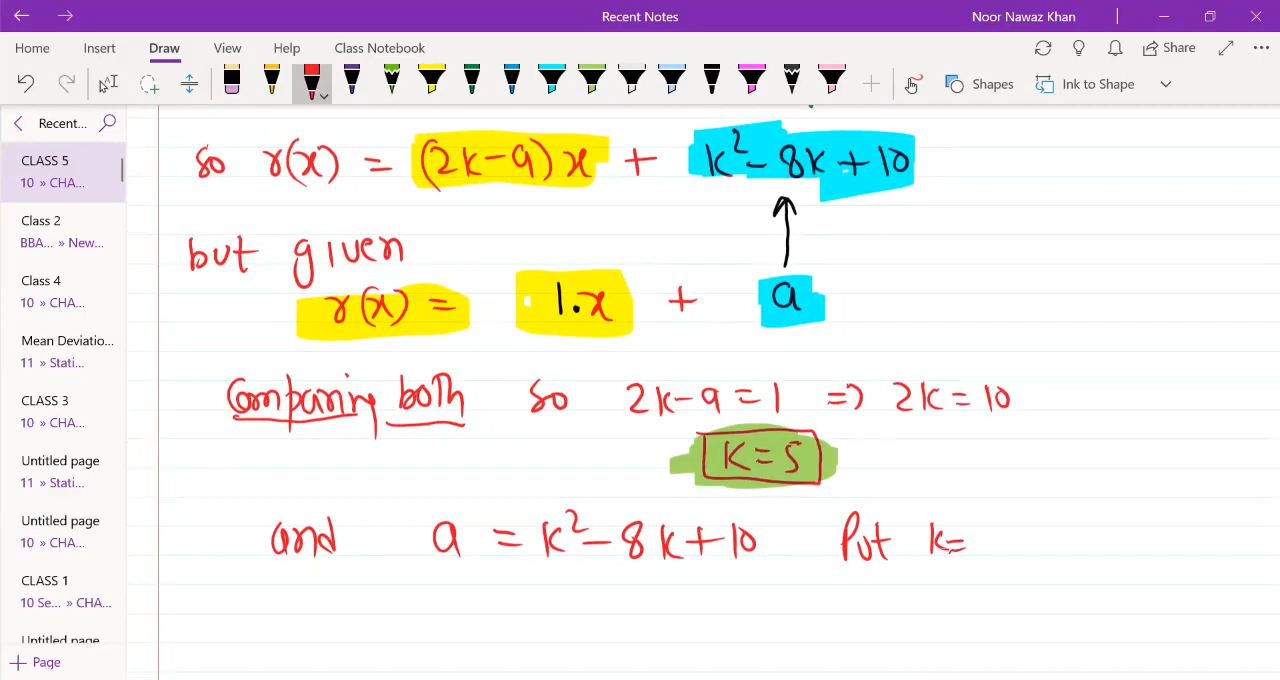 Recent Notes
Noor Nawaz Khan
Home Insert Draw View Help Class Notebook Share
Shapes Ink to Shape
Recent...
CLASS 5
10 » CHA...
Class 2
BBA... » New...
Class 4
10 » CHA...
Mean Deviatio...
11 » Stati...
CLASS 3
10 » CHA...
Untitled page
11 » Stati...
Untitled page
10 » CHA...
CLASS 1
10 Se... » CHA...
Untitled page
Page
so r(x) = (2k-9)x + k²-8k+10
but given
r(x) = 1.x + a
Comparing both so 2k-9=1 => 2k=10
k=5
and a = k²-8k+10 Put k=